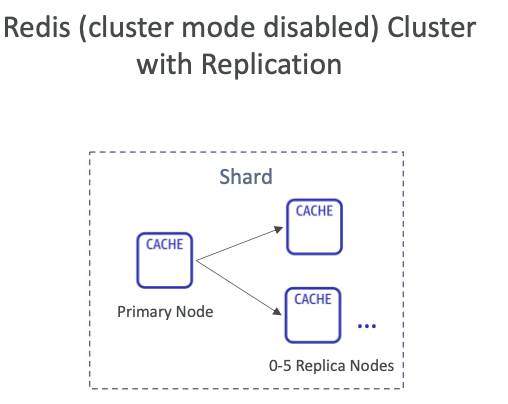 Redis (cluster mode disabled) Cluster
with Replication
Shard
CACHE
CACHE
Primary Node
CACHE
...
0-5 Replica Nodes